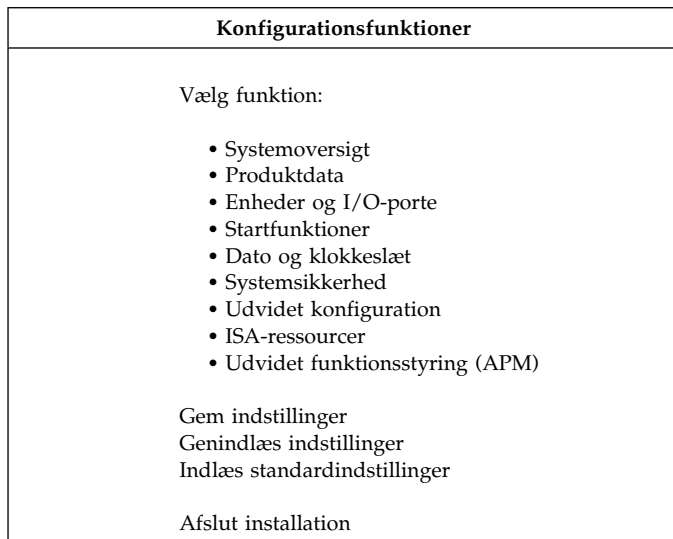 Konfigurationsfunktioner
Vælg funktion:
• Systemoversigt
• Produktdata
• Enheder og I/O-porte
• Startfunktioner
• Dato og klokkeslæt
• Systemsikkerhed
• Udvidet konfiguration
• ISA-ressourcer
• Udvidet funktionsstyring (APM)
Gem indstillinger
Genindlæs indstillinger
Indlæs standardindstillinger
Afslut installation